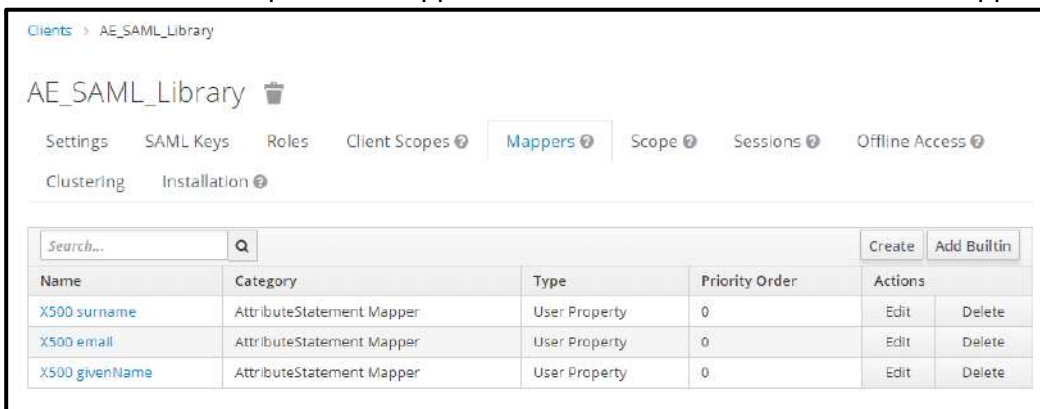 Clients > AE_SAML_Library
AE_SAML_Library
Settings SAML Keys Roles Client Scopes Mappers Scope Sessions Offline Access
Clustering Installation
Search... Create Add Builtin
Name Category Type Priority Order Actions
X500 surname AttributeStatement Mapper User Property 0 Edit Delete
X500 email AttributeStatement Mapper User Property 0 Edit Delete
X500 givenName AttributeStatement Mapper User Property 0 Edit Delete